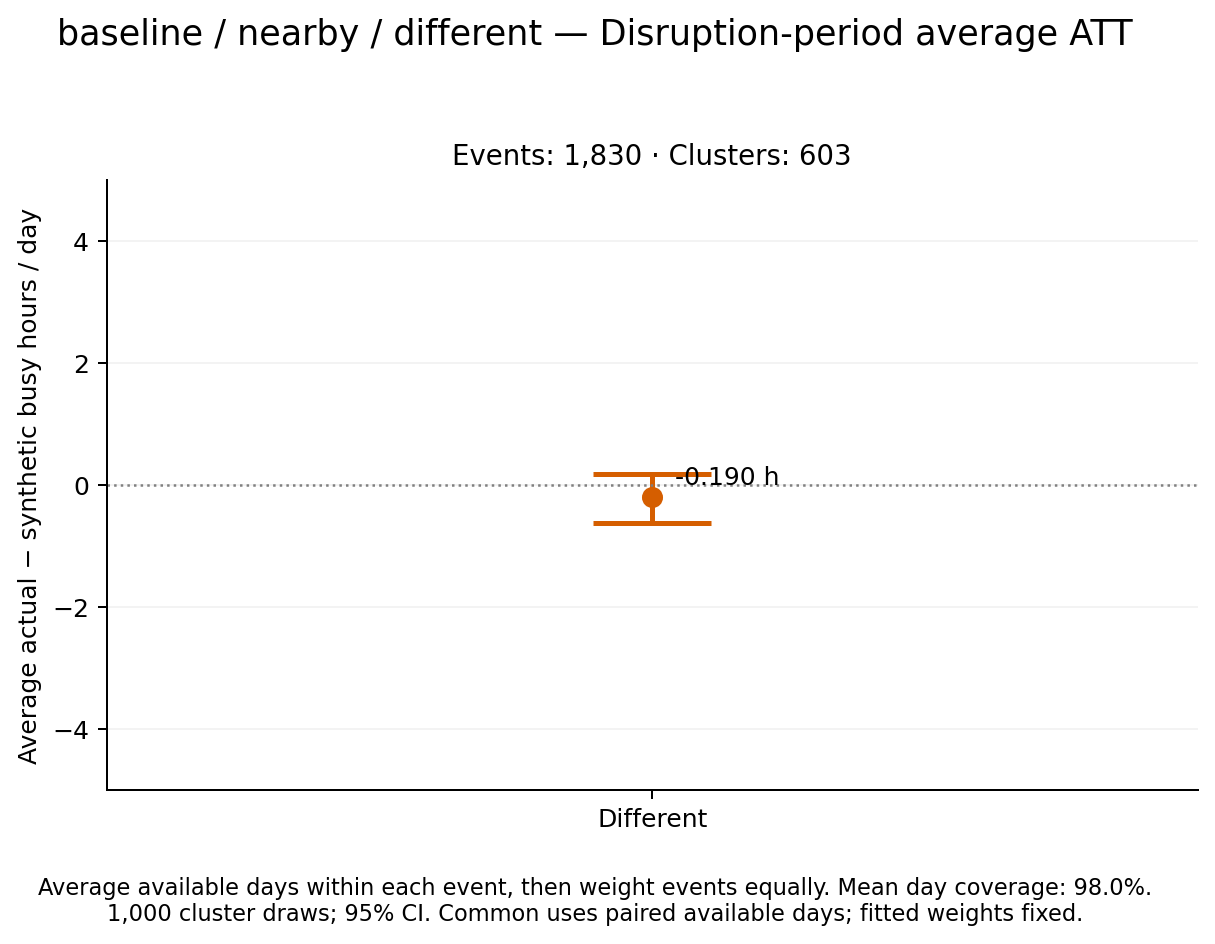 baseline / nearby / different — Disruption-period average ATT
Events: 1,830 · Clusters: 603
Average actual − synthetic busy hours / day
4
2
0
−2
−4
-0.190 h
Different
Average available days within each event, then weight events equally. Mean day coverage: 98.0%.
1,000 cluster draws; 95% CI. Common uses paired available days; fitted weights fixed.